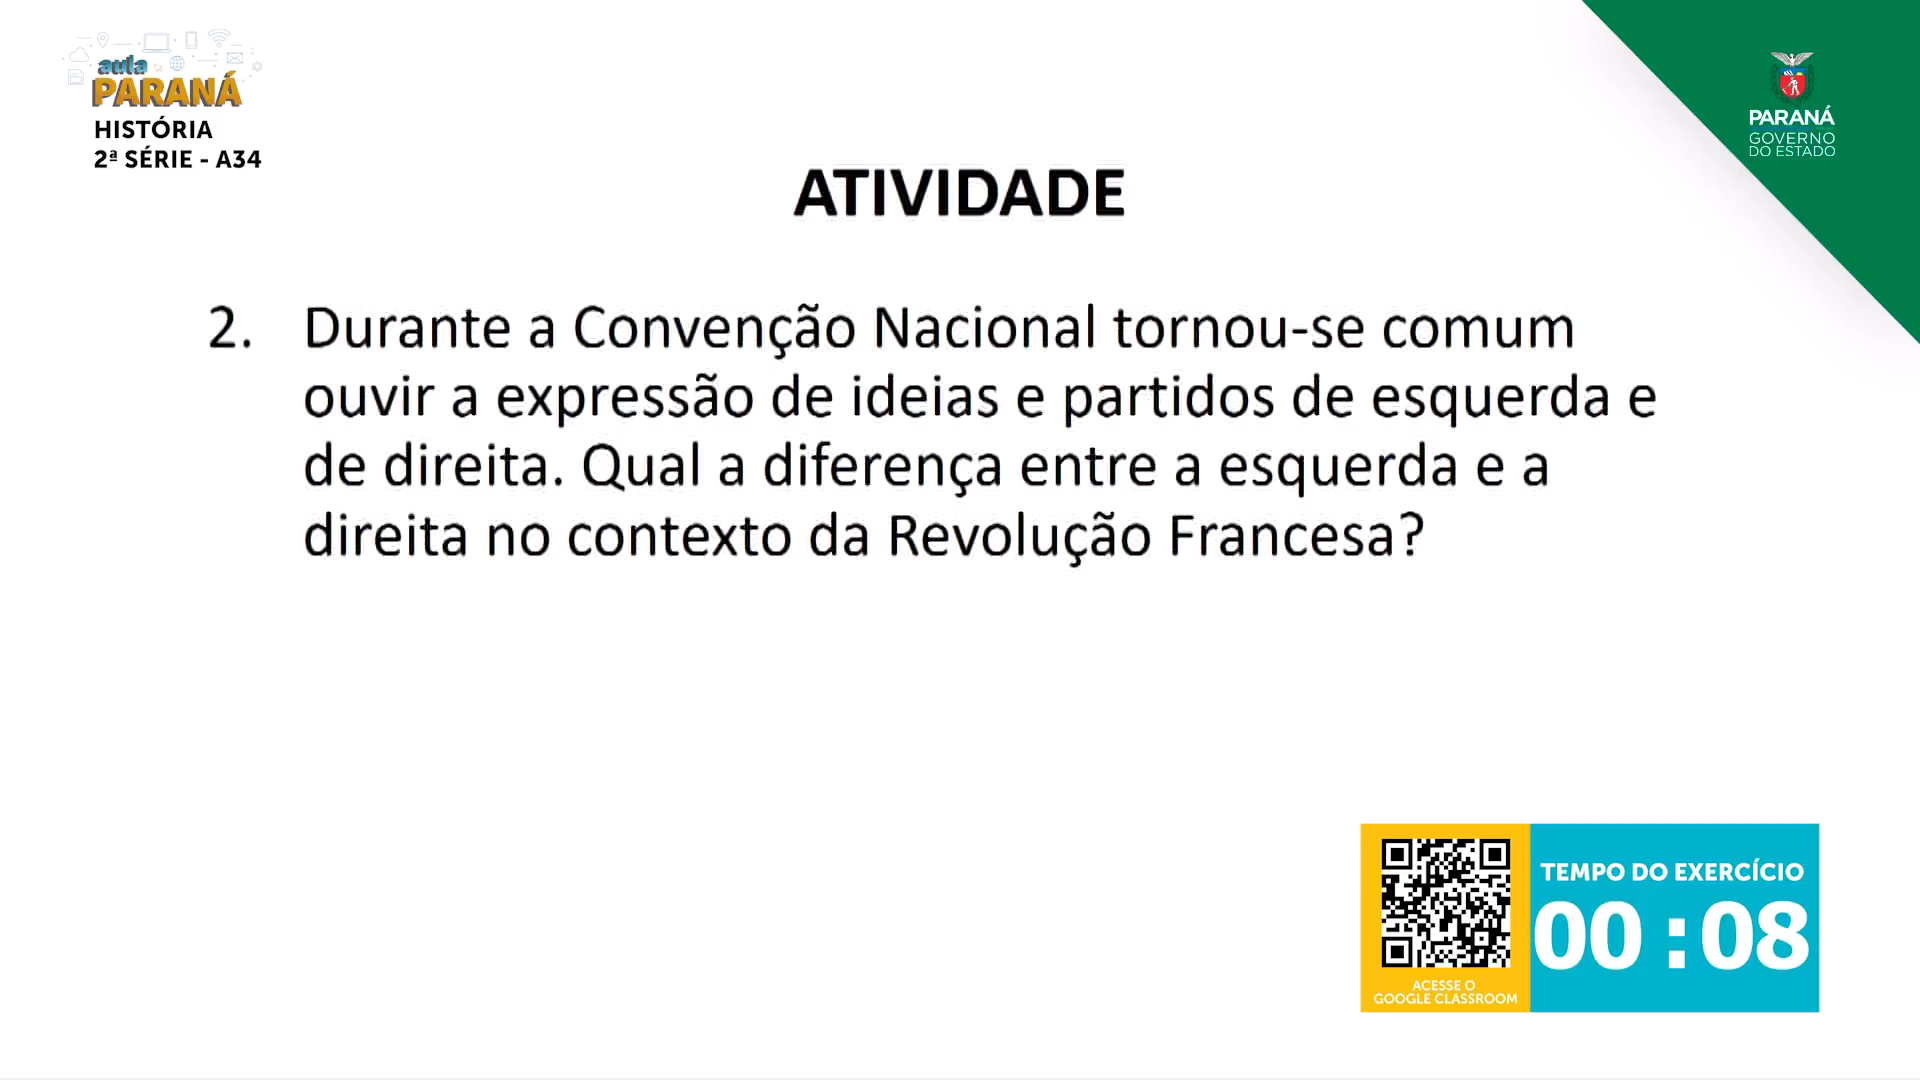 aula
PARANÁ
HISTÓRIA
2ª SÉRIE - A34
PARANÁ
GOVERNO
DO ESTADO
ATIVIDADE
2. Durante a Convenção Nacional tornou-se comum
ouvir a expressão de ideias e partidos de esquerda e
de direita. Qual a diferença entre a esquerda e a
direita no contexto da Revolução Francesa?
TEMPO DO EXERCÍCIO
00 : 08
ACESSE O
GOOGLE CLASSROOM